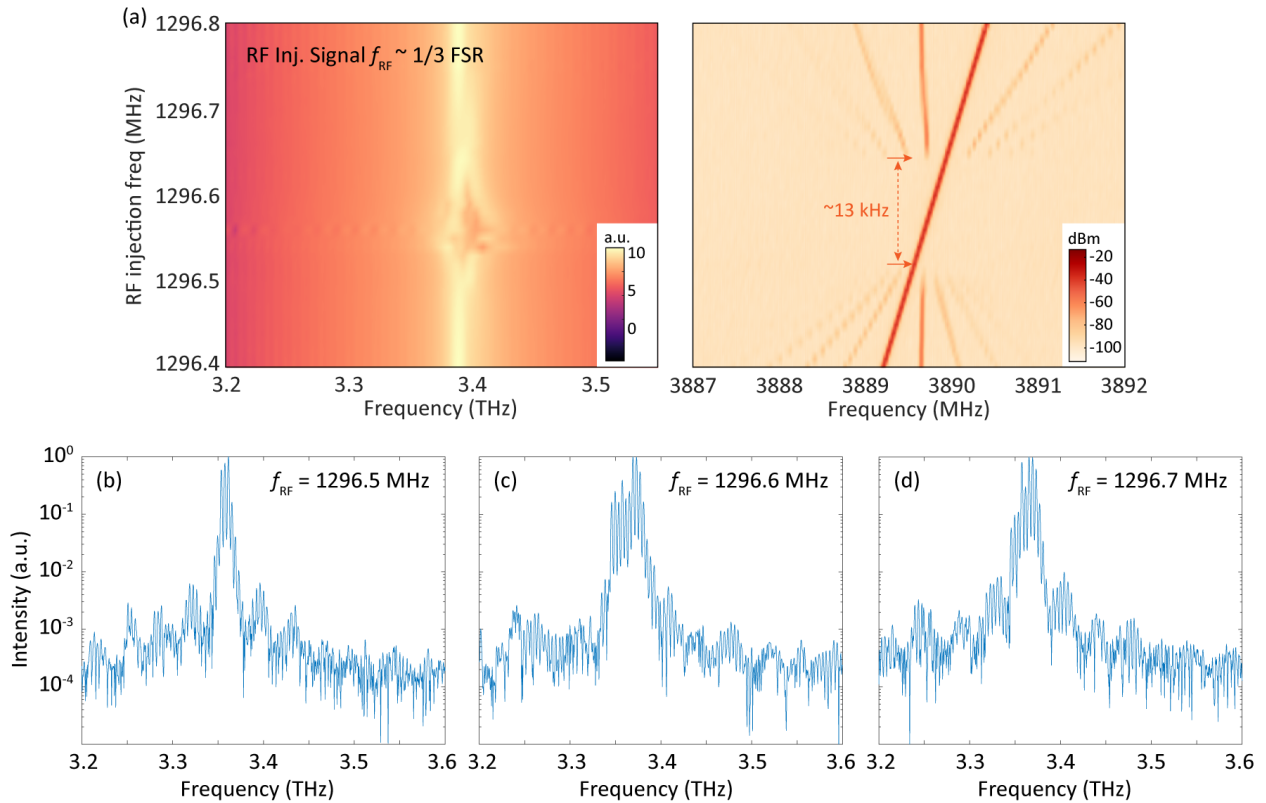 (a)
1296.8
1296.7
1296.6
1296.5
1296.4
RF injection freq (MHz)
RF Inj. Signal fRF ~ 1/3 FSR
a.u.
10
5
0
3.2
3.3
3.4
3.5
Frequency (THz)
~13 kHz
dBm
-20
-40
-60
-80
-100
3887
3888
3889
3890
3891
3892
Frequency (MHz)
(b)
fRF = 1296.5 MHz
10^0
10^-1
10^-2
10^-3
10^-4
Intensity (a.u.)
3.2
3.3
3.4
3.5
3.6
Frequency (THz)
(c)
fRF = 1296.6 MHz
3.2
3.3
3.4
3.5
3.6
Frequency (THz)
(d)
fRF = 1296.7 MHz
3.2
3.3
3.4
3.5
3.6
Frequency (THz)